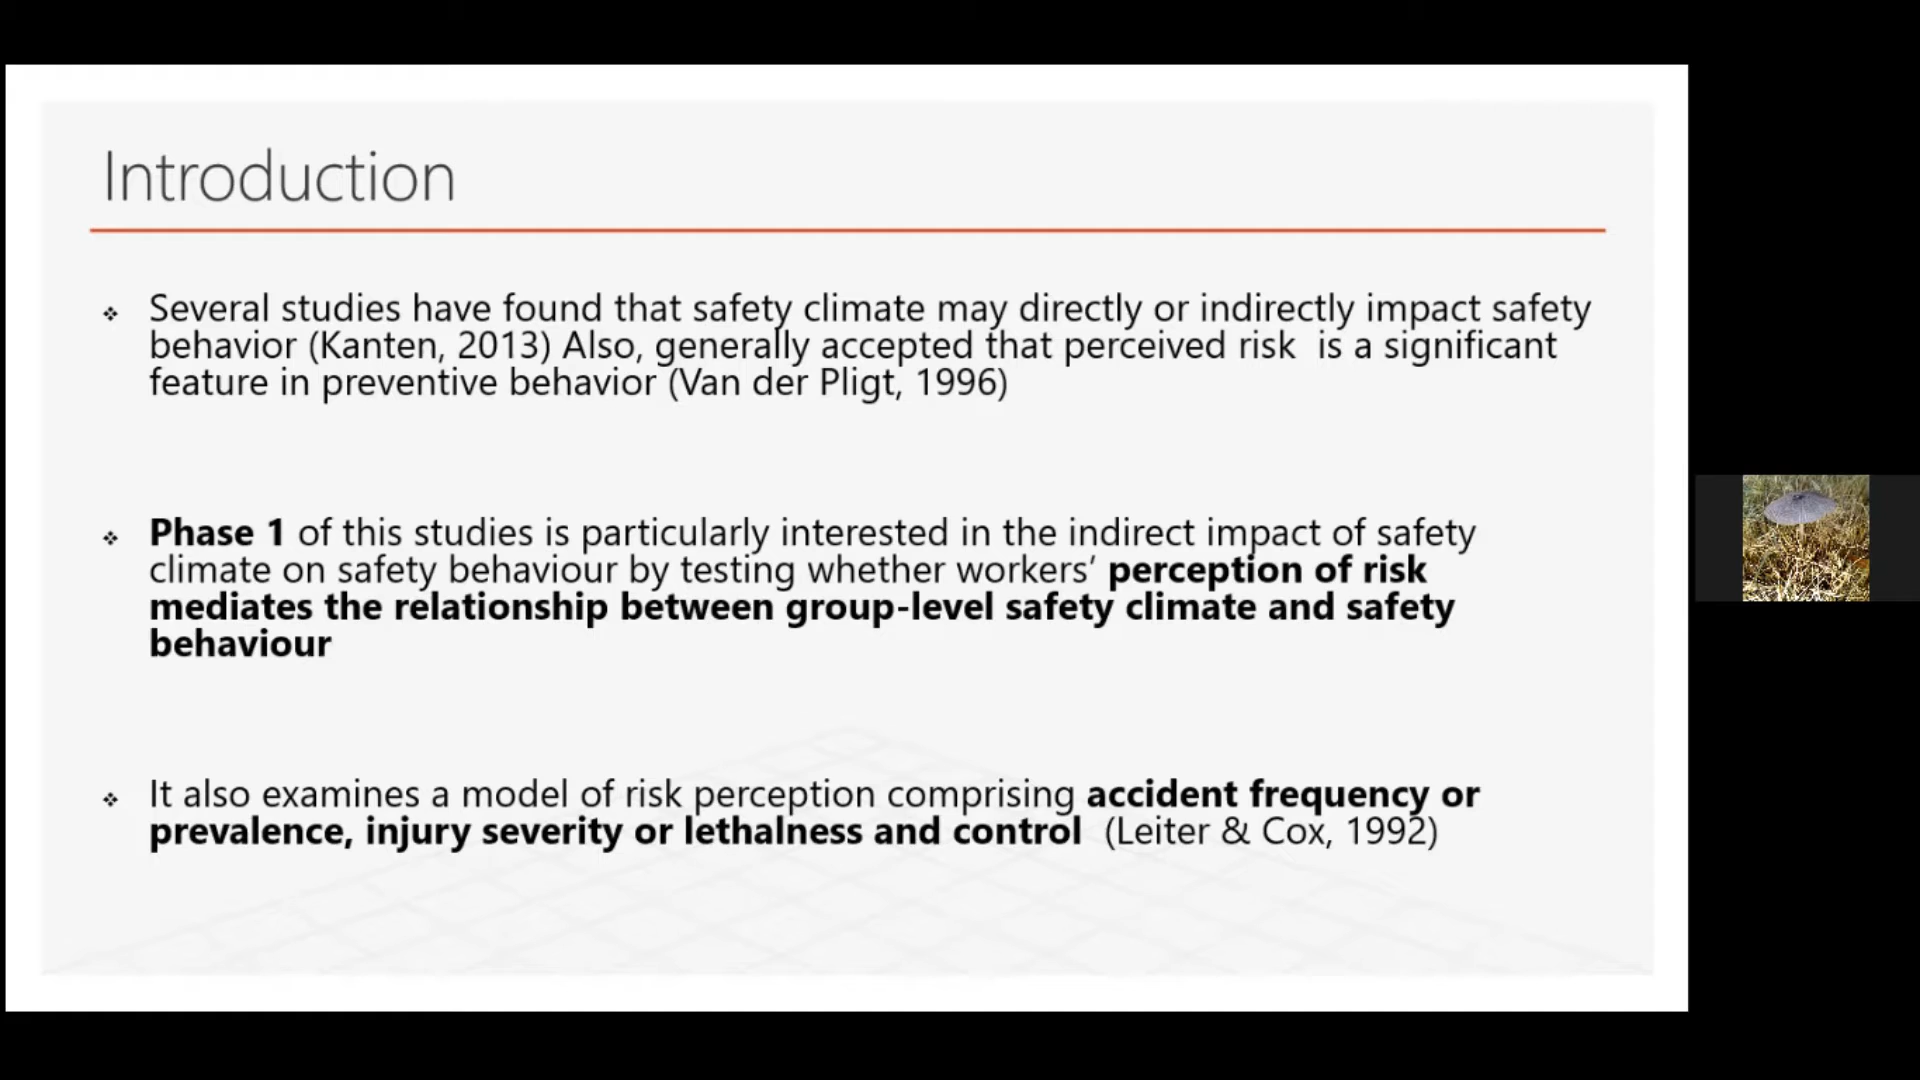 Introduction
Several studies have found that safety climate may directly or indirectly impact safety
behavior (Kanten, 2013) Also, generally accepted that perceived risk  is a significant
feature in preventive behavior (Van der Pligt, 1996)
Phase 1 of this studies is particularly interested in the indirect impact of safety
climate on safety behaviour by testing whether workers’ perception of risk
mediates the relationship between group-level safety climate and safety
behaviour
It also examines a model of risk perception comprising accident frequency or
prevalence, injury severity or lethalness and control  (Leiter & Cox, 1992)